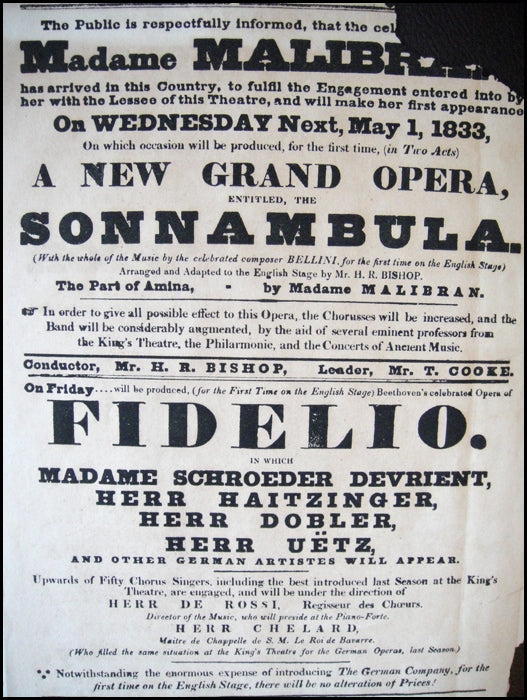 The Public is respectfully informed, that the cel
Madame MALIBRAN
has arrived in this Country, to fulfil the Engagement entered into by
her with the Lessee of this Theatre, and will make her first appearance
On WEDNESDAY Next, May 1, 1833,
On which occasion will be produced, for the first time, (in Two Acts)
A NEW GRAND OPERA,
ENTITLED, THE
SONNAMBULA.
(With the whole of the Music by the celebrated composer BELLINI, for the first time on the English Stage)
Arranged and Adapted to the English Stage by Mr. H. R. BISHOP.
The Part of Amina, - by Madame MALIBRAN.
☞ In order to give all possible effect to this Opera, the Chorusses will be increased, and the
Band will be considerably augmented, by the aid of several eminent professors from
the King's Theatre, the Philarmonic, and the Concerts of Ancient Music.
Conductor, Mr. H. R. BISHOP, Leader, Mr. T. COOKE.
On Friday....will be produced, (for the First Time on the English Stage) Beethoven's celebrated Opera of
FIDELIO.
IN WHICH
MADAME SCHROEDER DEVRIENT,
HERR HAITZINGER,
HERR DOBLER,
HERR UËTZ,
AND OTHER GERMAN ARTISTES WILL APPEAR.
Upwards of Fifty Chorus Singers, including the best introduced last Season at the King's
Theatre, are engaged, and will be under the direction of
HERR DE ROSSI, Regisseur des Chœurs.
Director of the Music, who will preside at the Piano-Forte.
HERR CHELARD,
Maitre de Chappelle de S. M. Le Roi de Bavarre.
(Who filled the same situation at the King's Theatre for the German Operas, last Season.)
Notwithstanding the enormous expense of introducing The German Company, for the
first time on the English Stage, there will be no alteration of Prices!